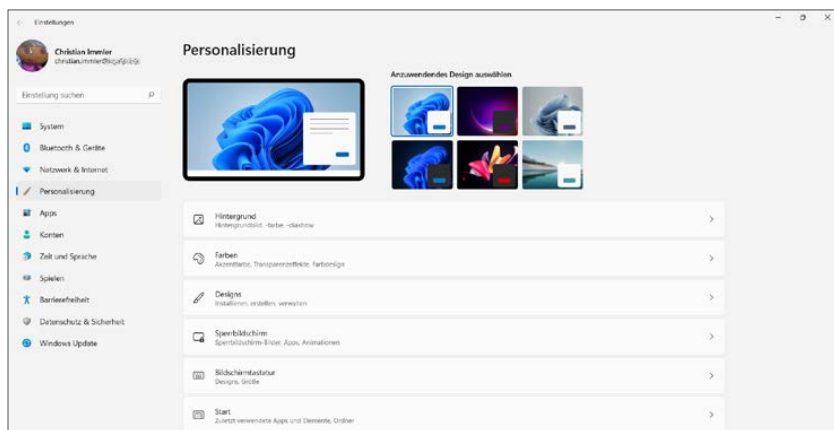 Einstellungen
Christian Immler
Einstellung suchen
System
Bluetooth & Geräte
Netzwerk & Internet
Personalisierung
Apps
Konten
Zeit und Sprache
Spielen
Barrierefreiheit
Datenschutz & Sicherheit
Windows Update
Personalisierung
Anzuwendendes Design auswählen
Hintergrund
Hintergrundbild, -farbe, -diashow
Farben
Akzentfarbe, Transparenzeffekte, Farbdesign
Designs
Installieren, erstellen, verwalten
Sperrbildschirm
Sperrbildschirm-Bilder, Apps, Animationen
Bildschirmtastatur
Designs, Größe
Start
Zuletzt verwendete Apps und Elemente, Ordner